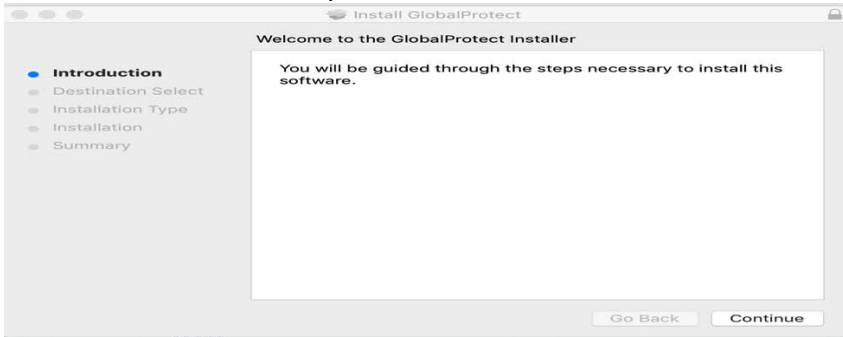 Install GlobalProtect
Welcome to the GlobalProtect Installer
Introduction
Destination Select
Installation Type
Installation
Summary
You will be guided through the steps necessary to install this
software.
Go Back
Continue